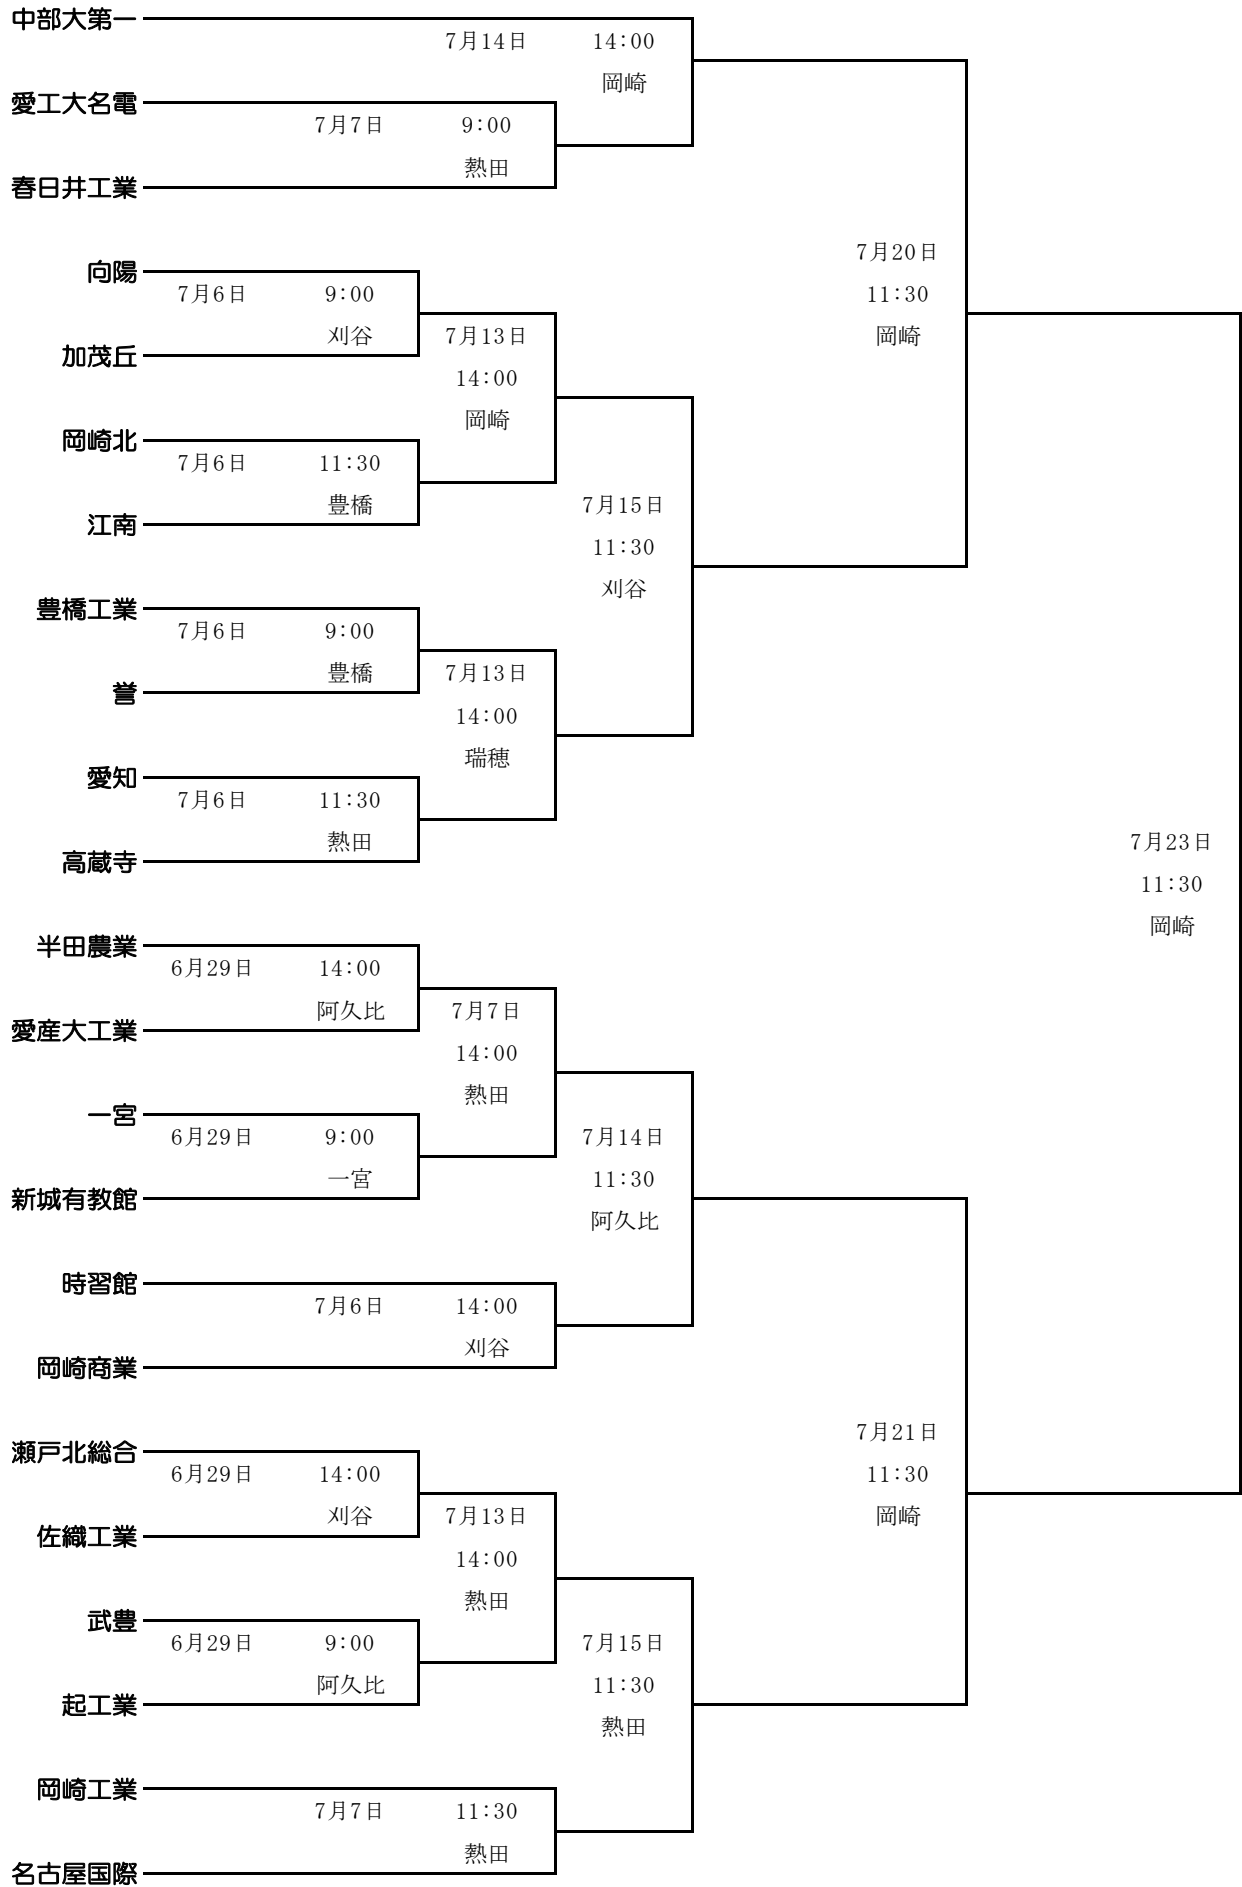 中部大第一
7月14日 14:00
岡崎
愛工大名電
7月7日 9:00
熱田
春日井工業
7月20日
11:30
岡崎
向陽
7月6日 9:00
刈谷
加茂丘
7月13日
14:00
岡崎
岡崎北
7月6日 11:30
豊橋
江南
7月15日
11:30
刈谷
豊橋工業
7月6日 9:00
豊橋
誉
7月13日
14:00
瑞穂
愛知
7月6日 11:30
熱田
高蔵寺
7月23日
11:30
岡崎
半田農業
6月29日 14:00
阿久比
愛産大工業
7月7日
14:00
熱田
一宮
6月29日 9:00
一宮
新城有教館
7月14日
11:30
阿久比
時習館
7月6日 14:00
刈谷
岡崎商業
7月21日
11:30
岡崎
瀬戸北総合
6月29日 14:00
刈谷
佐織工業
7月13日
14:00
熱田
武豊
6月29日 9:00
阿久比
起工業
7月15日
11:30
熱田
岡崎工業
7月7日 11:30
熱田
名古屋国際